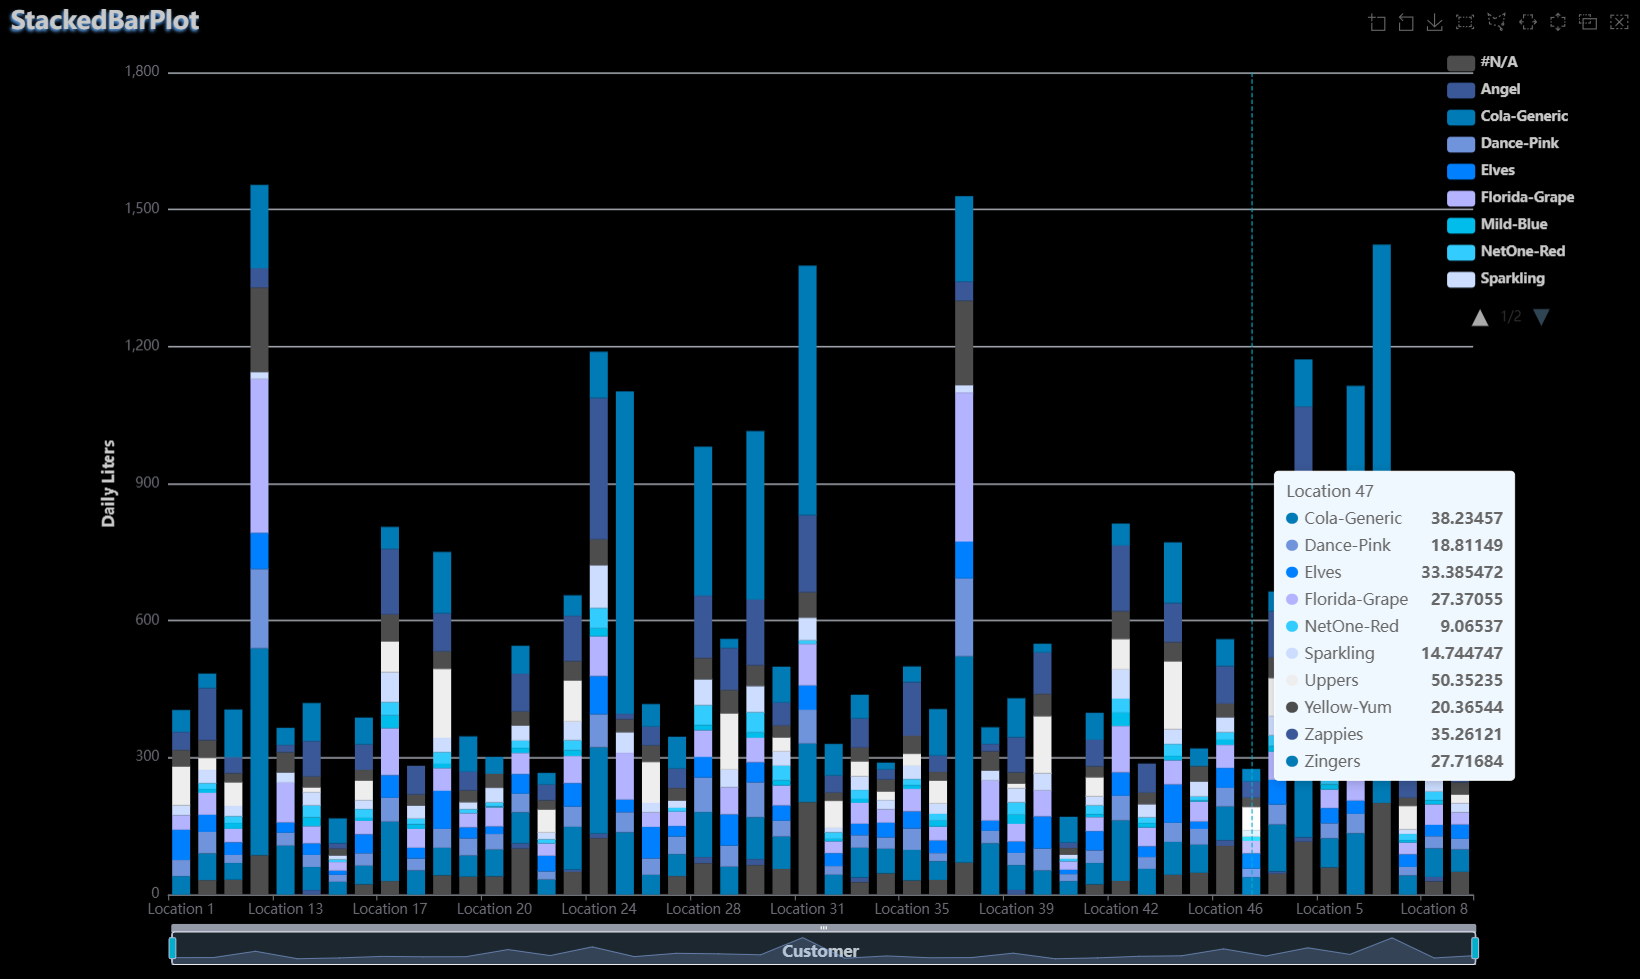 StackedBarPlot
#N/A
Angel
Cola-Generic
Dance-Pink
Elves
Florida-Grape
Mild-Blue
NetOne-Red
Sparkling
1/2
1,800
1,500
1,200
900
600
300
0
Daily Liters
Location 47
Cola-Generic 38.23457
Dance-Pink 18.81149
Elves 33.385472
Florida-Grape 27.37055
NetOne-Red 9.06537
Sparkling 14.744747
Uppers 50.35235
Yellow-Yum 20.36544
Zappies 35.26121
Zingers 27.71684
Location 1 Location 13 Location 17 Location 20 Location 24 Location 28 Location 31 Location 35 Location 39 Location 42 Location 46 Location 5 Location 8
Customer